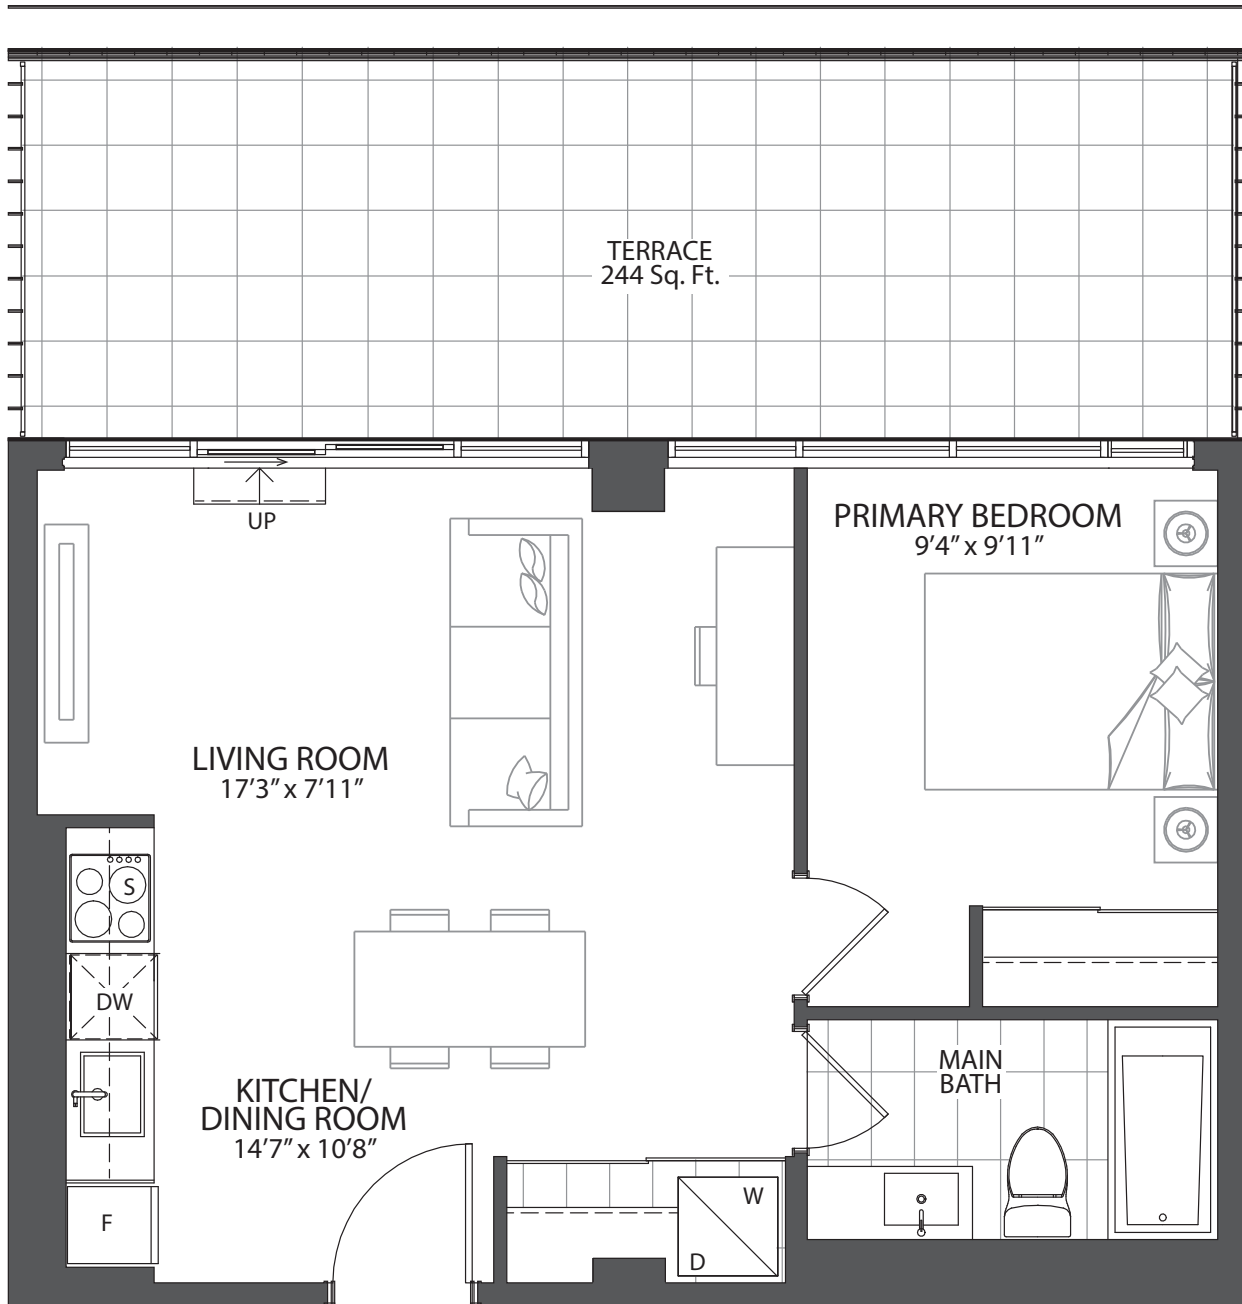 TERRACE
244 Sq. Ft.
UP
PRIMARY BEDROOM
9’4” x 9’11”
LIVING ROOM
17’3” x 7’11”
S
DW
KITCHEN/
DINING ROOM
14’7” x 10’8”
MAIN
BATH
F
W
D